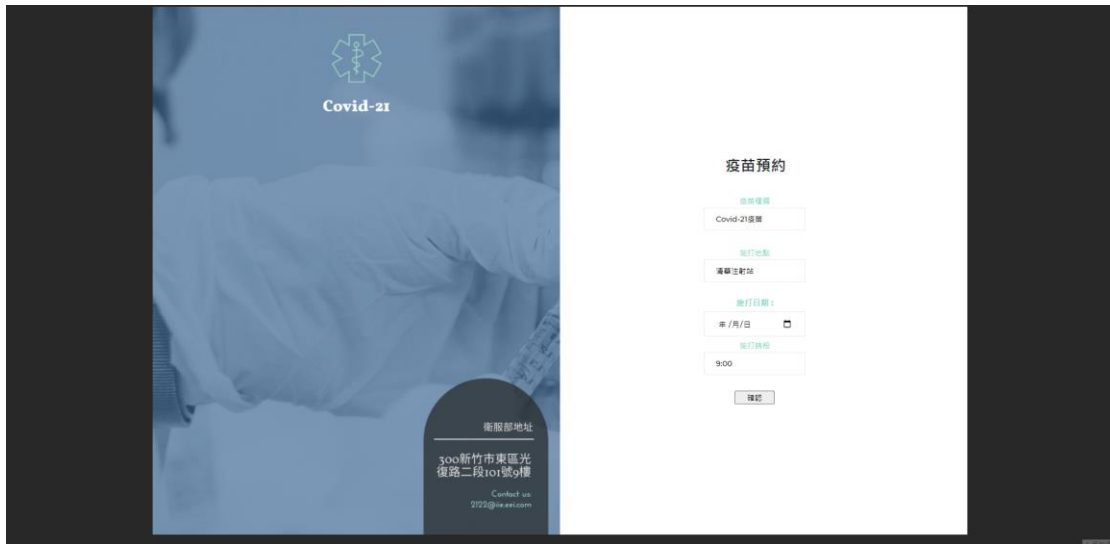 Covid-21
衛服部地址
300新竹市東區光
復路二段101號9樓
Contact us:
2122@iie.eei.com
疫苗預約
疫苗種類
Covid-21疫苗
施打地點
清華注射站
施打日期：
年 /月/日
施打時段
9:00
確認